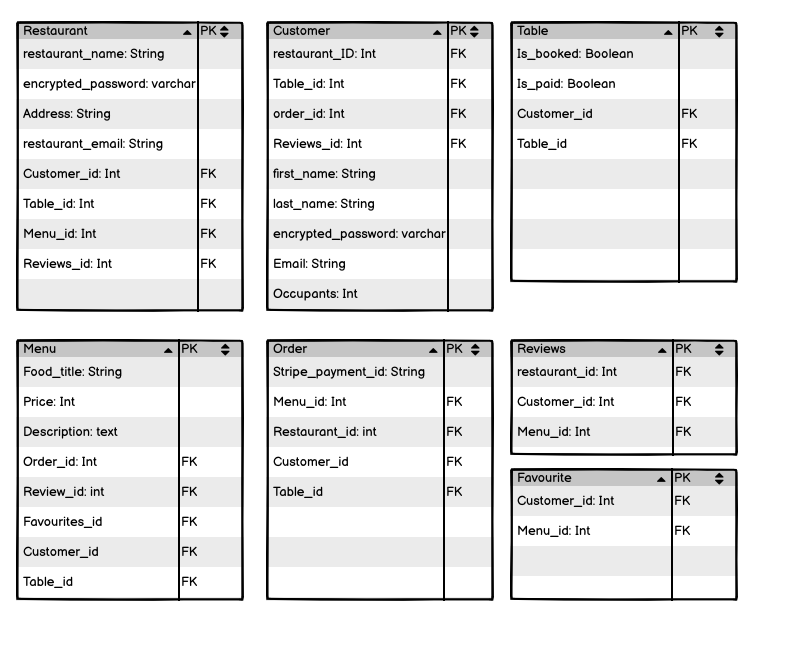 Restaurant PK
restaurant_name: String
encrypted_password: varchar
Address: String
restaurant_email: String
Customer_id: Int FK
Table_id: Int FK
Menu_id: Int FK
Reviews_id: Int FK
Customer PK
restaurant_ID: Int FK
Table_id: Int FK
order_id: Int FK
Reviews_id: Int FK
first_name: String
last_name: String
encrypted_password: varchar
Email: String
Occupants: Int
Table PK
Is_booked: Boolean
Is_paid: Boolean
Customer_id FK
Table_id FK
Menu PK
Food_title: String
Price: Int
Description: text
Order_id: Int FK
Review_id: int FK
Favourites_id FK
Customer_id FK
Table_id FK
Order PK
Stripe_payment_id: String
Menu_id: Int FK
Restaurant_id: int FK
Customer_id FK
Table_id FK
Reviews PK
restaurant_id: Int FK
Customer_id: Int FK
Menu_id: Int FK
Favourite PK
Customer_id: Int FK
Menu_id: Int FK